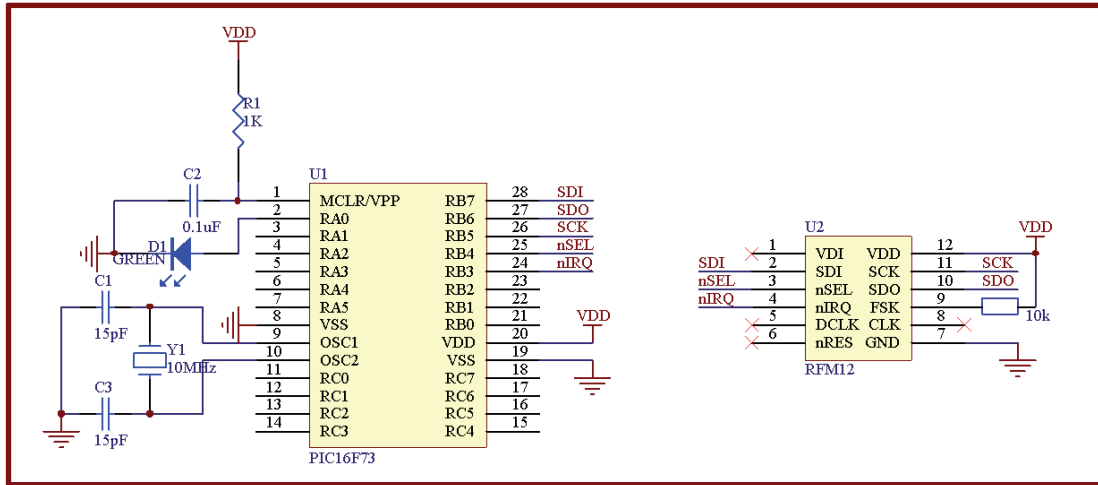 VDD
R1
1K
C2
0.1uF
D1
GREEN
C1
15pF
Y1
10MHz
C3
15pF
U1
1 MCLR/VPP RB7 28 SDI
2 RA0 RB6 27 SDO
3 RA1 RB5 26 SCK
4 RA2 RB4 25 nSEL
5 RA3 RB3 24 nIRQ
6 RA4 RB2 23
7 RA5 RB1 22
8 VSS RB0 21
9 OSC1 VDD 20
10 OSC2 VSS 19
11 RC0 RC7 18
12 RC1 RC6 17
13 RC2 RC5 16
14 RC3 RC4 15
PIC16F73
VDD
U2
1 VDI VDD 12
SDI 2 SDI SCK 11 SCK
nSEL 3 nSEL SDO 10 SDO
nIRQ 4 nIRQ FSK 9
5 DCLK CLK 8
6 nRES GND 7
RFM12
VDD
10k